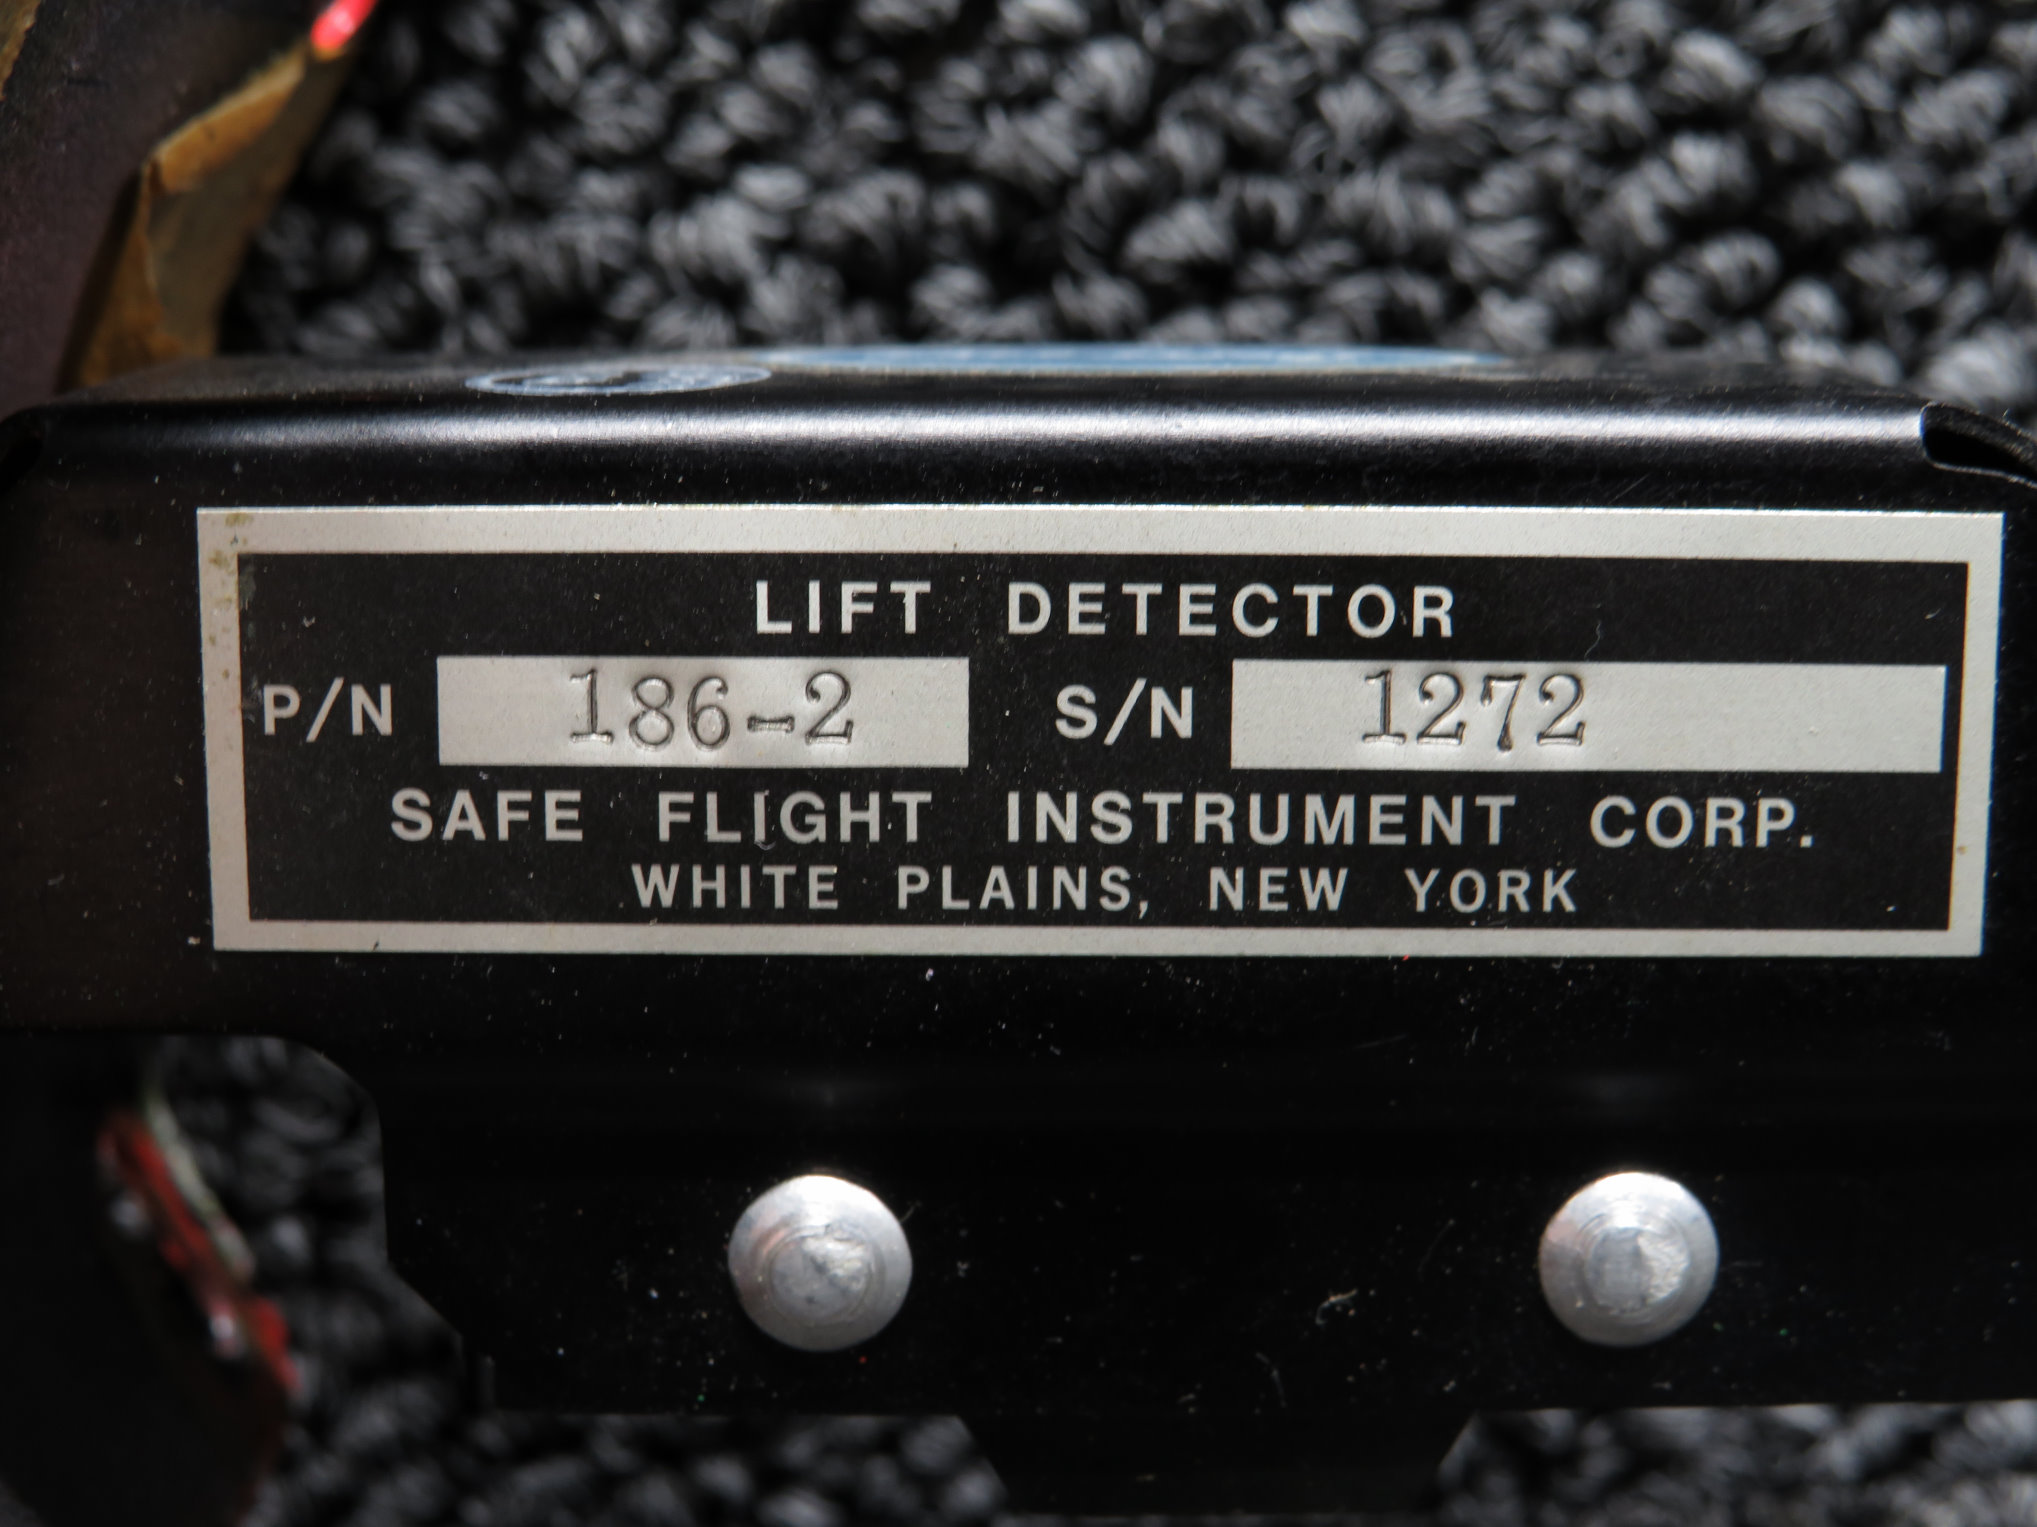 LIFT DETECTOR
P/N 186-2 S/N 1272
SAFE FLIGHT INSTRUMENT CORP.
WHITE PLAINS, NEW YORK